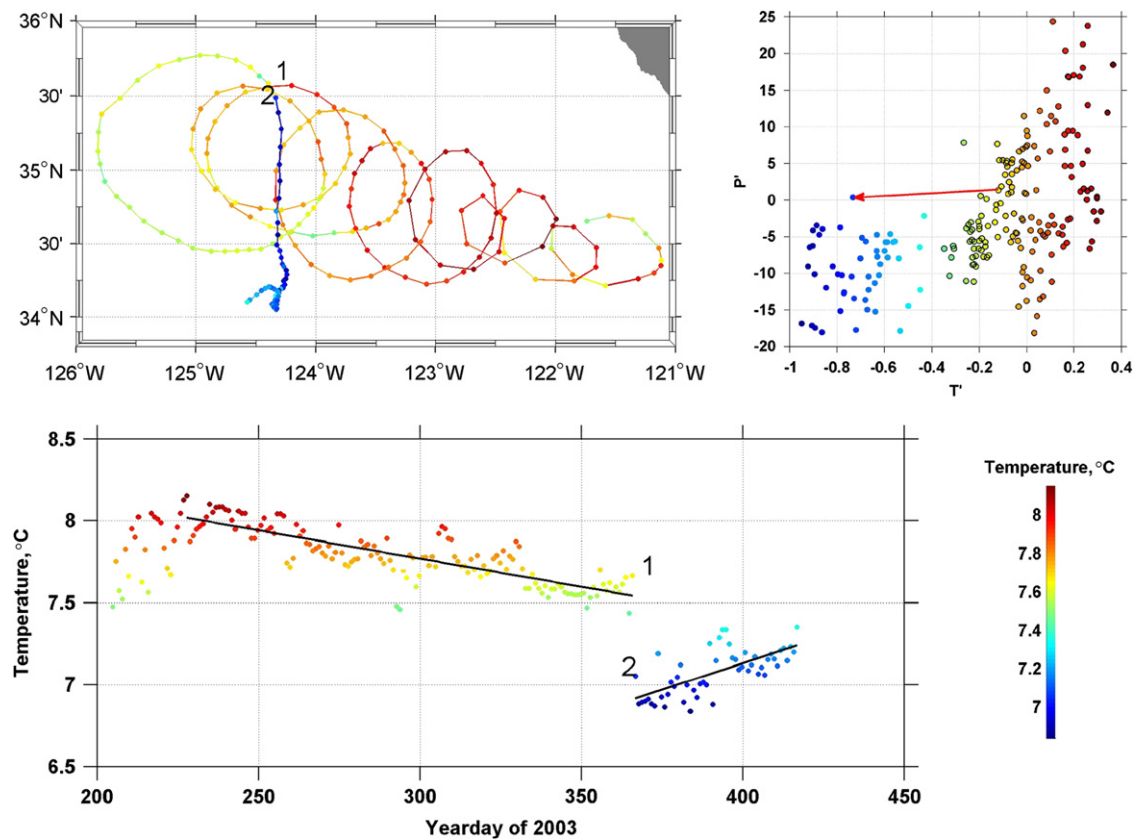 36°N
30'
35°N
30'
34°N
126°W
125°W
124°W
123°W
122°W
121°W
1
2
25
20
15
10
5
0
-5
-10
-15
-20
P'
-1
-0.8
-0.6
-0.4
-0.2
0
0.2
0.4
T'
8.5
8
7.5
7
6.5
Temperature, °C
1
2
200
250
300
350
400
450
Yearday of 2003
Temperature, °C
8
7.8
7.6
7.4
7.2
7